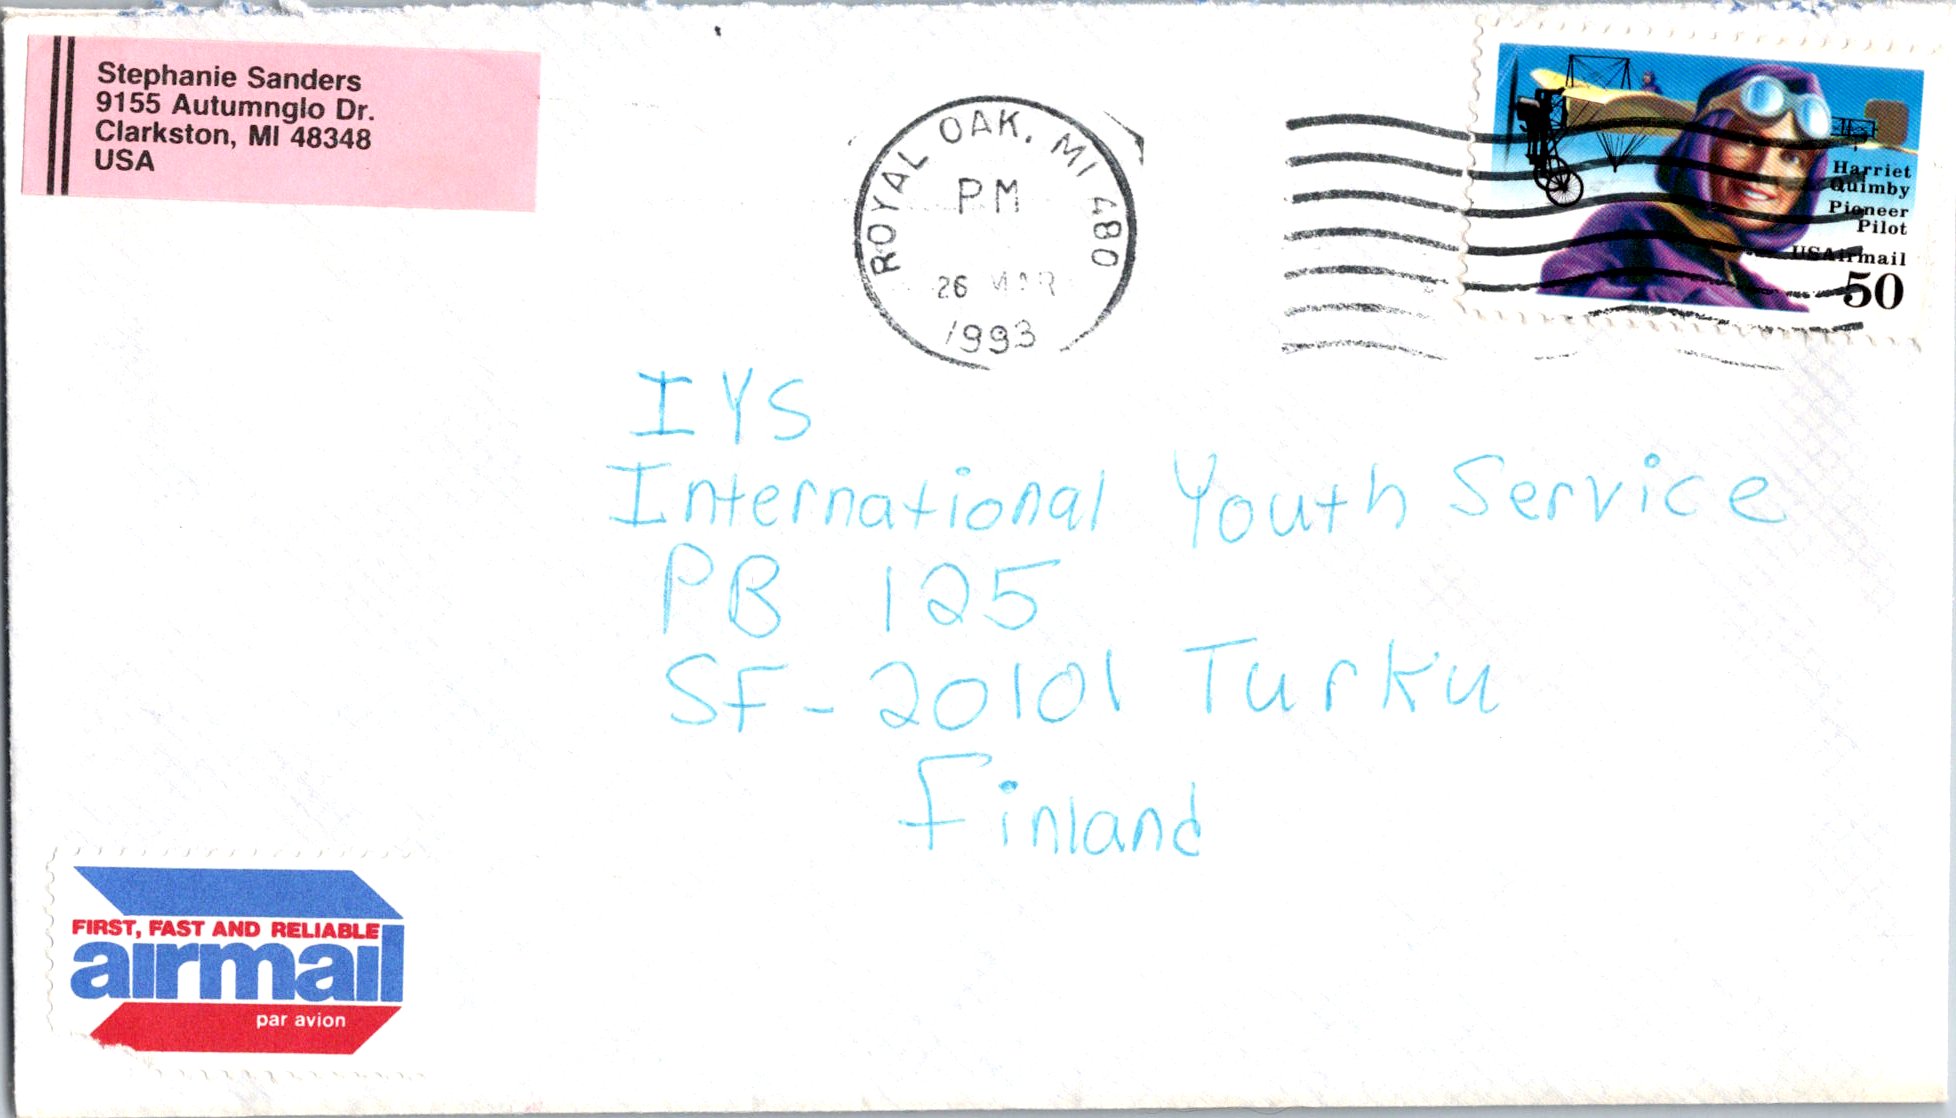 Stephanie Sanders
9155 Autumnglo Dr.
Clarkston, MI 48348
USA
ROYAL OAK, MI 480
PM
26 MAR
1993
Harriet
Quimby
Pioneer
Pilot
USAirmail
50
IYS
International Youth Service
PB 125
SF-20101 Turku
Finland
FIRST, FAST AND RELIABLE
airmail
par avion